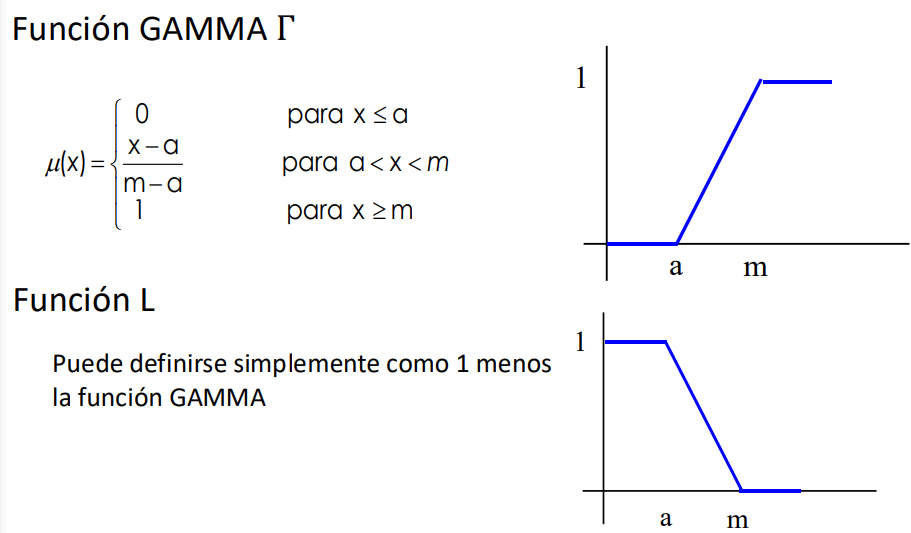 Función GAMMA Γ
1
0 para x ≤ a
μ(x) = x − a / m − a para a < x < m
1 para x ≥ m
a m
Función L
1
Puede definirse simplemente como 1 menos
la función GAMMA
a m